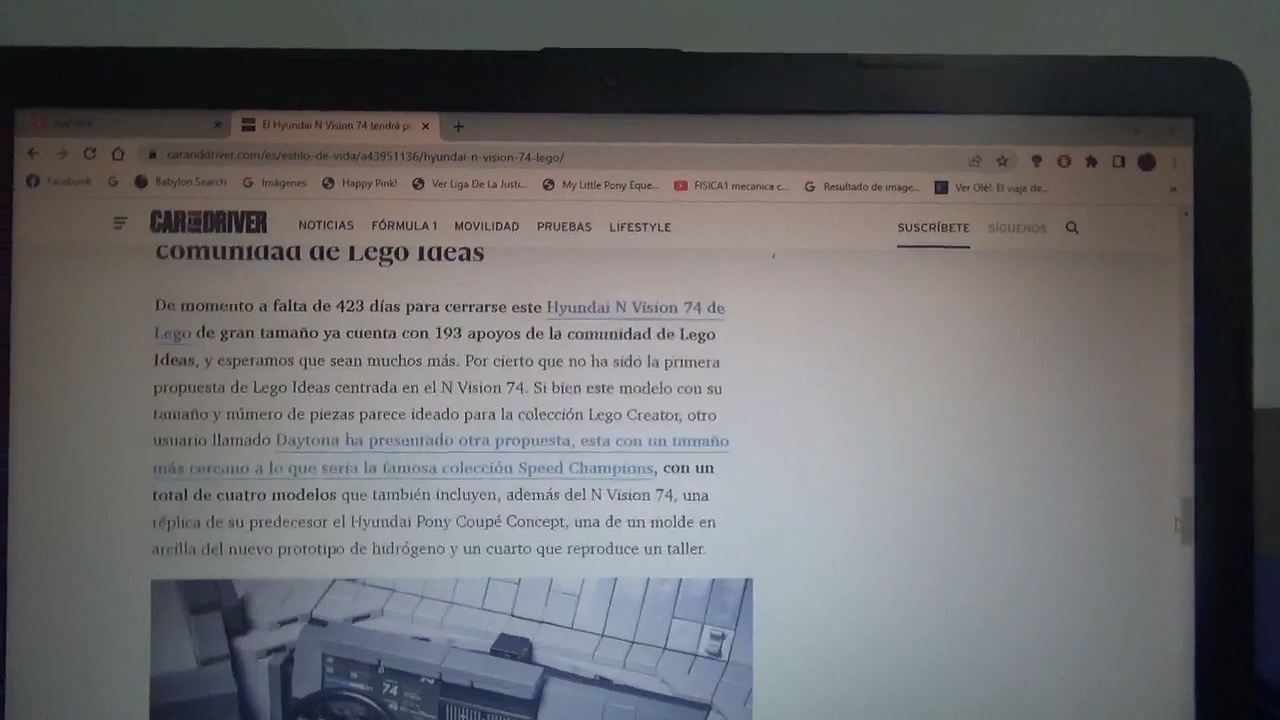 El Hyundai N Vision 74 tendrá p
caranddriver.com/es/estilo-de-vida/a43951136/hyundai-n-vision-74-lego/
Facebook Babylon Search Imágenes Happy Pink! Ver Liga De La Justi... My Little Pony Eque... FISICA1 mecanica c... Resultado de image... Ver Olé!: El viaje de...
CAR AND DRIVER NOTICIAS FÓRMULA 1 MOVILIDAD PRUEBAS LIFESTYLE SUSCRÍBETE SÍGUENOS
comunidad de Lego Ideas
De momento a falta de 423 días para cerrarse este Hyundai N Vision 74 de
Lego de gran tamaño ya cuenta con 193 apoyos de la comunidad de Lego
Ideas, y esperamos que sean muchos más. Por cierto que no ha sido la primera
propuesta de Lego Ideas centrada en el N Vision 74. Si bien este modelo con su
tamaño y número de piezas parece ideado para la colección Lego Creator, otro
usuario llamado Daytona ha presentado otra propuesta, esta con un tamaño
más cercano a lo que sería la famosa colección Speed Champions, con un
total de cuatro modelos que también incluyen, además del N Vision 74, una
réplica de su predecesor el Hyundai Pony Coupé Concept, una de un molde en
arcilla del nuevo prototipo de hidrógeno y un cuarto que reproduce un taller.
74